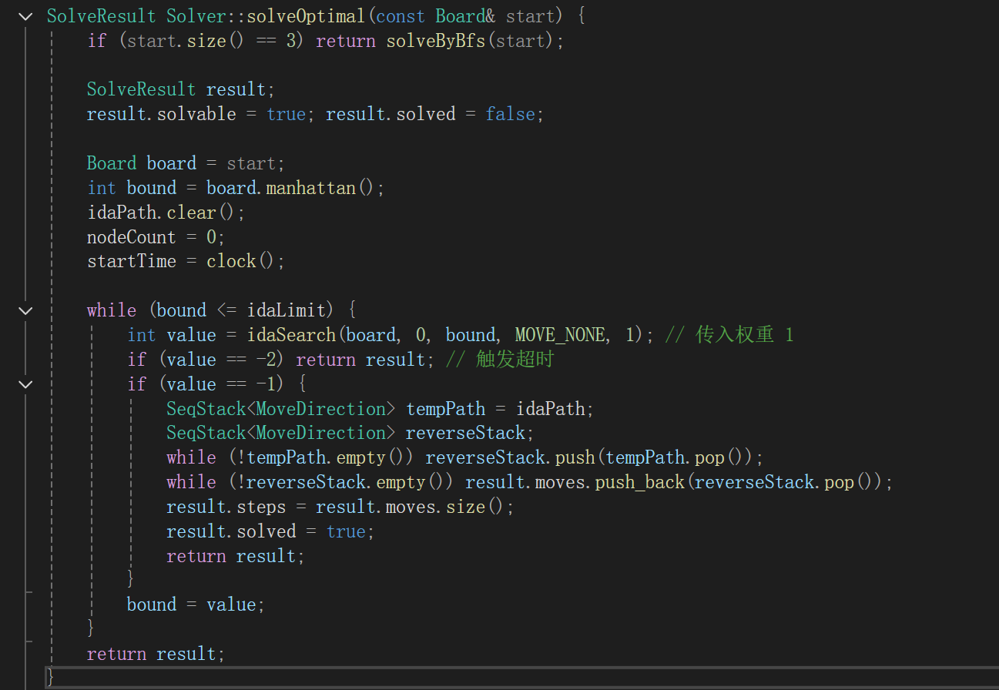 SolveResult Solver::solveOptimal(const Board& start) {
if (start.size() == 3) return solveByBfs(start);
SolveResult result;
result.solvable = true; result.solved = false;
Board board = start;
int bound = board.manhattan();
idaPath.clear();
nodeCount = 0;
startTime = clock();
while (bound <= idaLimit) {
int value = idaSearch(board, 0, bound, MOVE_NONE, 1); // 传入权重 1
if (value == -2) return result; // 触发超时
if (value == -1) {
SeqStack<MoveDirection> tempPath = idaPath;
SeqStack<MoveDirection> reverseStack;
while (!tempPath.empty()) reverseStack.push(tempPath.pop());
while (!reverseStack.empty()) result.moves.push_back(reverseStack.pop());
result.steps = result.moves.size();
result.solved = true;
return result;
}
bound = value;
}
return result;
}